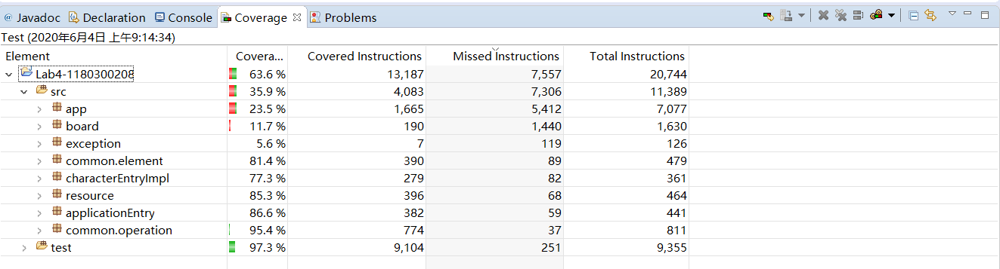 @ Javadoc Declaration Console Coverage Problems
Test (2020年6月4日 上午9:14:34)
Element Covera... Covered Instructions Missed Instructions Total Instructions
Lab4-1180300208 63.6 % 13,187 7,557 20,744
src 35.9 % 4,083 7,306 11,389
app 23.5 % 1,665 5,412 7,077
board 11.7 % 190 1,440 1,630
exception 5.6 % 7 119 126
common.element 81.4 % 390 89 479
characterEntryImpl 77.3 % 279 82 361
resource 85.3 % 396 68 464
applicationEntry 86.6 % 382 59 441
common.operation 95.4 % 774 37 811
test 97.3 % 9,104 251 9,355